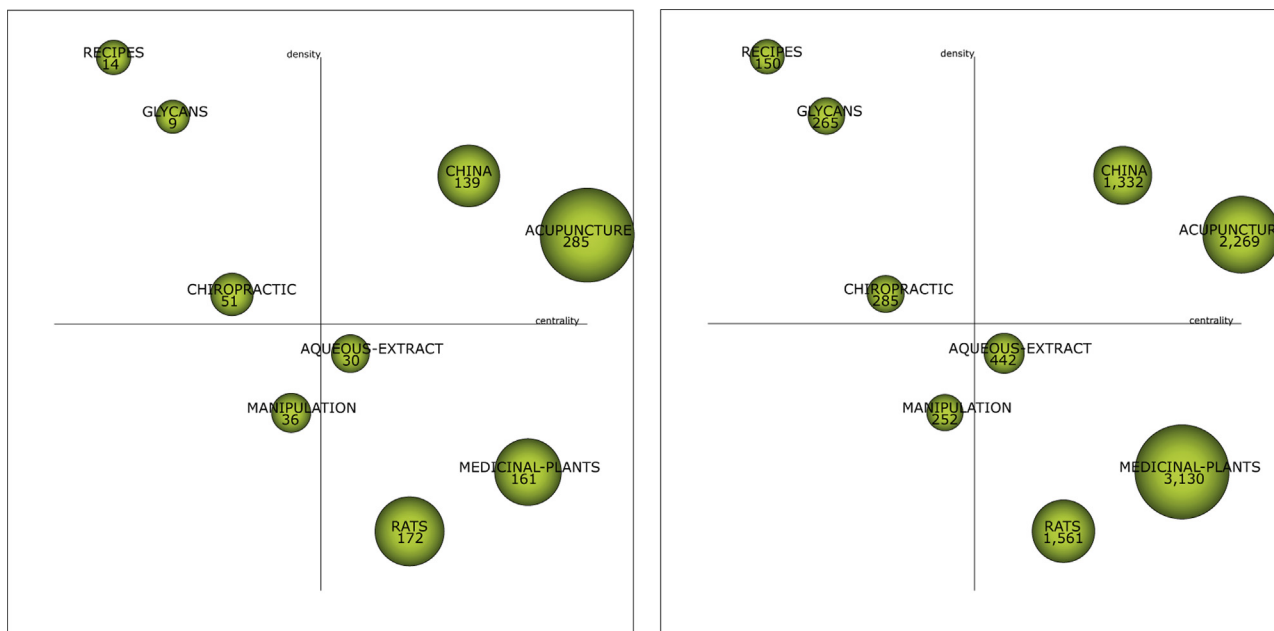 RECIPES
14
density
GLYCANS
9
CHINA
139
ACUPUNCTURE
285
CHIROPRACTIC
51
centrality
AQUEOUS-EXTRACT
30
MANIPULATION
36
MEDICINAL-PLANTS
161
RATS
172
RECIPES
150
density
GLYCANS
265
CHINA
1,332
ACUPUNCTUR
2,269
CHIROPRACTIC
285
centrality
AQUEOUS-EXTRACT
442
MANIPULATION
252
MEDICINAL-PLANTS
3,130
RATS
1,561